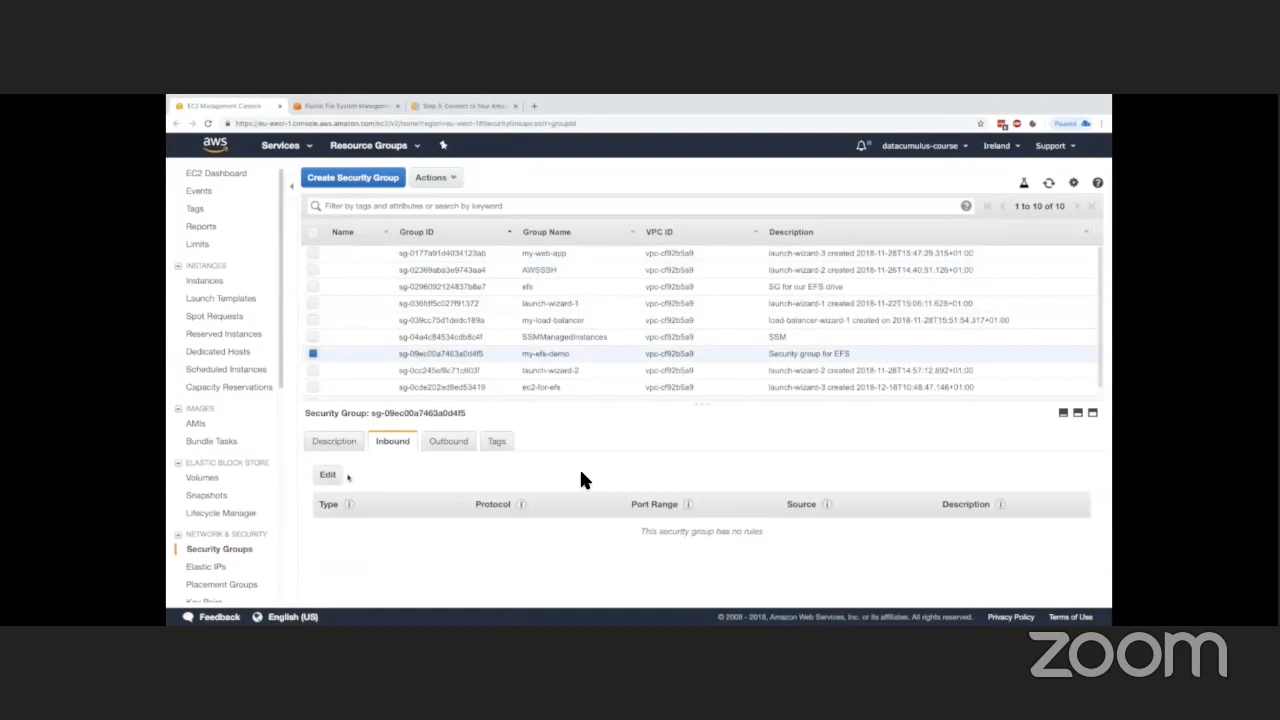 EC2 Management Console
Elastic File System Managemen
Step 3: Connect to Your Amaz
https://eu-west-1.console.aws.amazon.com/ec2/v2/home?region=eu-west-1#SecurityGroups:sort=groupId
Paused
aws
Services
Resource Groups
datacumulus-course
Ireland
Support
EC2 Dashboard
Events
Tags
Reports
Limits
INSTANCES
Instances
Launch Templates
Spot Requests
Reserved Instances
Dedicated Hosts
Scheduled Instances
Capacity Reservations
IMAGES
AMIs
Bundle Tasks
ELASTIC BLOCK STORE
Volumes
Snapshots
Lifecycle Manager
NETWORK & SECURITY
Security Groups
Elastic IPs
Placement Groups
Key Pairs
Create Security Group
Actions
Filter by tags and attributes or search by keyword
1 to 10 of 10
Name Group ID Group Name VPC ID Description
sg-0177a91d4034123ab my-web-app vpc-cf92b5a9 launch-wizard-3 created 2018-11-28T15:47:29.315+01:00
sg-02369aba3e9743aa4 AWSSSH vpc-cf92b5a9 launch-wizard-2 created 2018-11-26T14:40:51.126+01:00
sg-0296092124837b8e7 efs vpc-cf92b5a9 SG for our EFS drive
sg-036fdf5c027f91372 launch-wizard-1 vpc-cf92b5a9 launch-wizard-1 created 2018-11-22T15:06:11.628+01:00
sg-039cc75d1dedc189a my-load-balancer vpc-cf92b5a9 load-balancer-wizard-1 created on 2018-11-28T15:51:54.317+01:00
sg-04a4c84534cdb8c4f SSMManagedInstances vpc-cf92b5a9 SSM
sg-09ec00a7463a0d4f5 my-efs-demo vpc-cf92b5a9 Security group for EFS
sg-0cc245ef8c71c603f launch-wizard-2 vpc-cf92b5a9 launch-wizard-2 created 2018-11-28T14:57:12.892+01:00
sg-0cde202ed8ed53419 ec2-for-efs vpc-cf92b5a9 launch-wizard-3 created 2018-12-18T10:48:47.146+01:00
Security Group: sg-09ec00a7463a0d4f5
Description
Inbound
Outbound
Tags
Edit
Type Protocol Port Range Source Description
This security group has no rules
Feedback
English (US)
© 2008 - 2018, Amazon Web Services, Inc. or its affiliates. All rights reserved.
Privacy Policy
Terms of Use
zoom